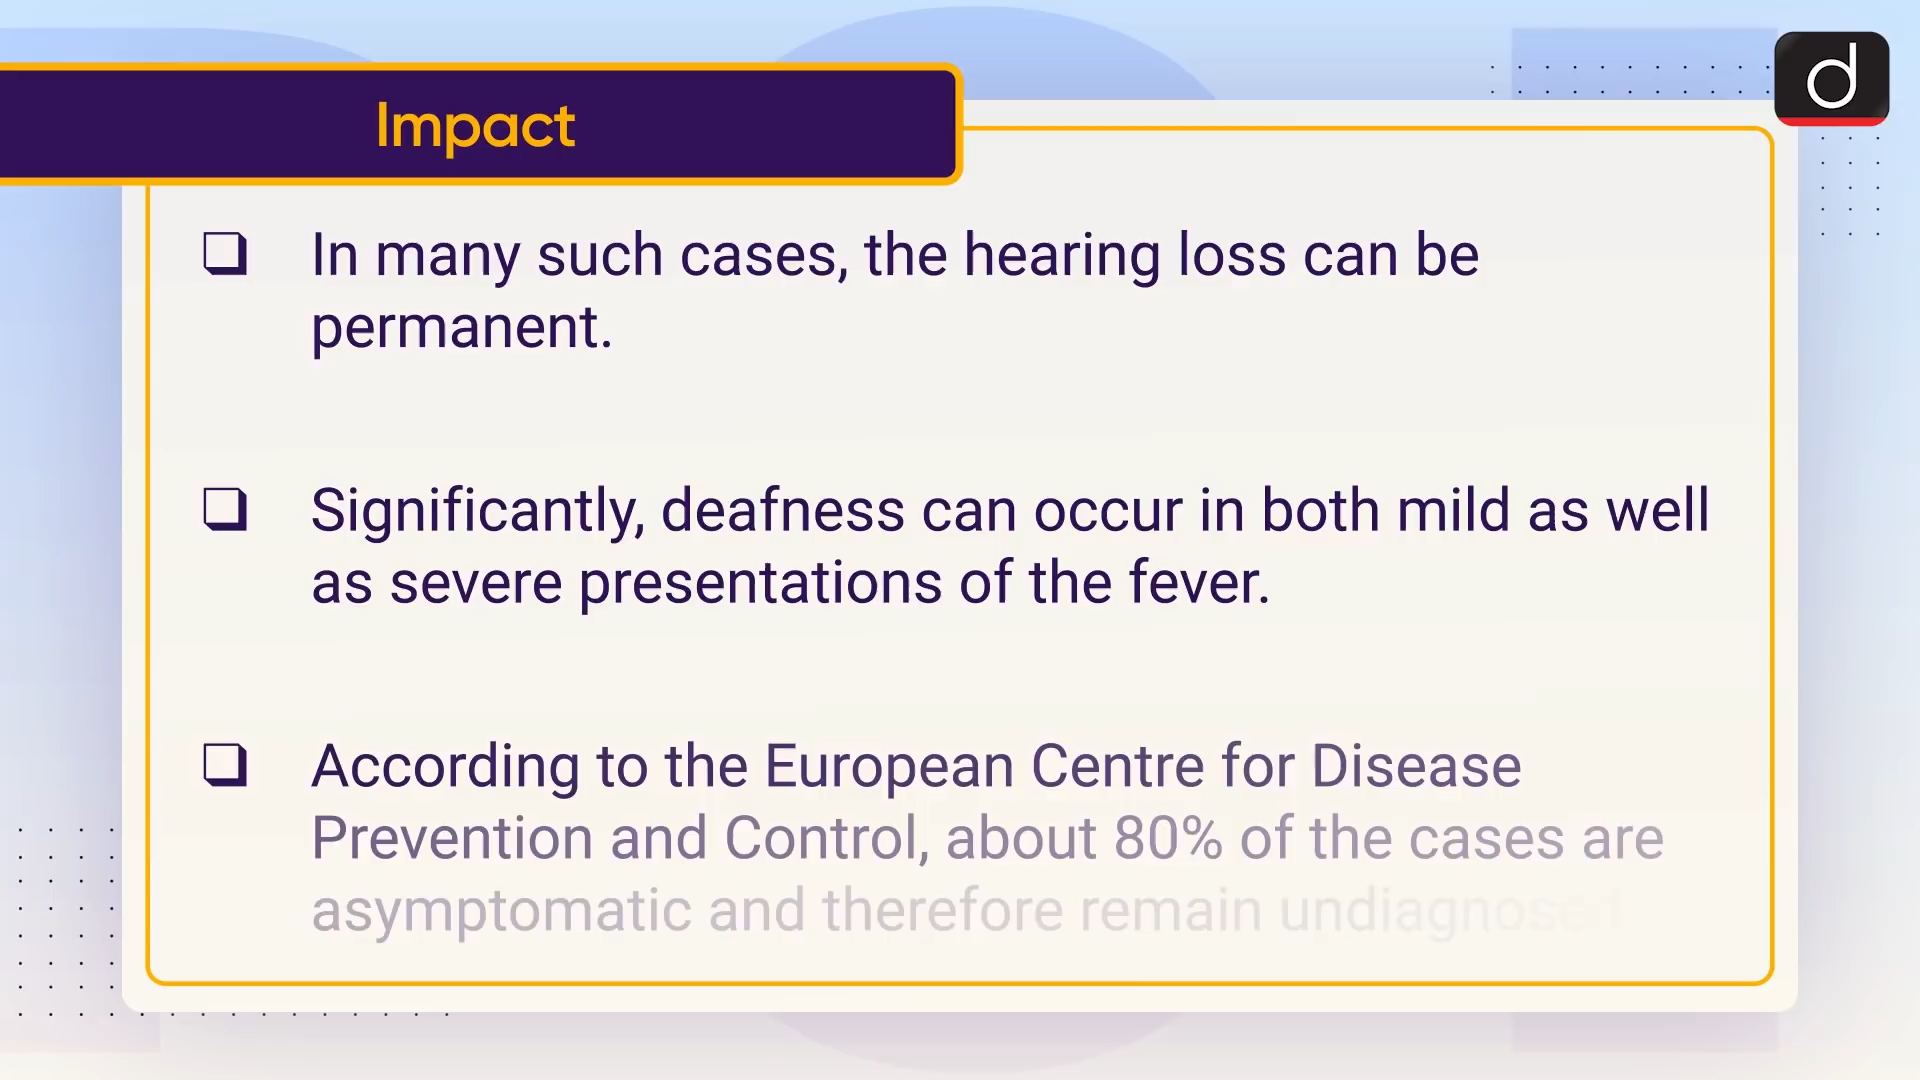 Impact
d
In many such cases, the hearing loss can be
permanent.
Significantly, deafness can occur in both mild as well
as severe presentations of the fever.
According to the European Centre for Disease
Prevention and Control, about 80% of the cases are
asymptomatic and therefore remain undiagnosed